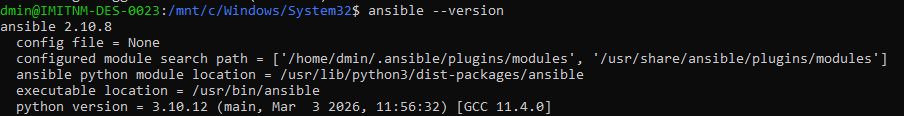 dmin@IMITNM-DES-0023:/mnt/c/Windows/System32$ ansible --version
ansible 2.10.8
  config file = None
  configured module search path = ['/home/dmin/.ansible/plugins/modules', '/usr/share/ansible/plugins/modules']
  ansible python module location = /usr/lib/python3/dist-packages/ansible
  executable location = /usr/bin/ansible
  python version = 3.10.12 (main, Mar  3 2026, 11:56:32) [GCC 11.4.0]